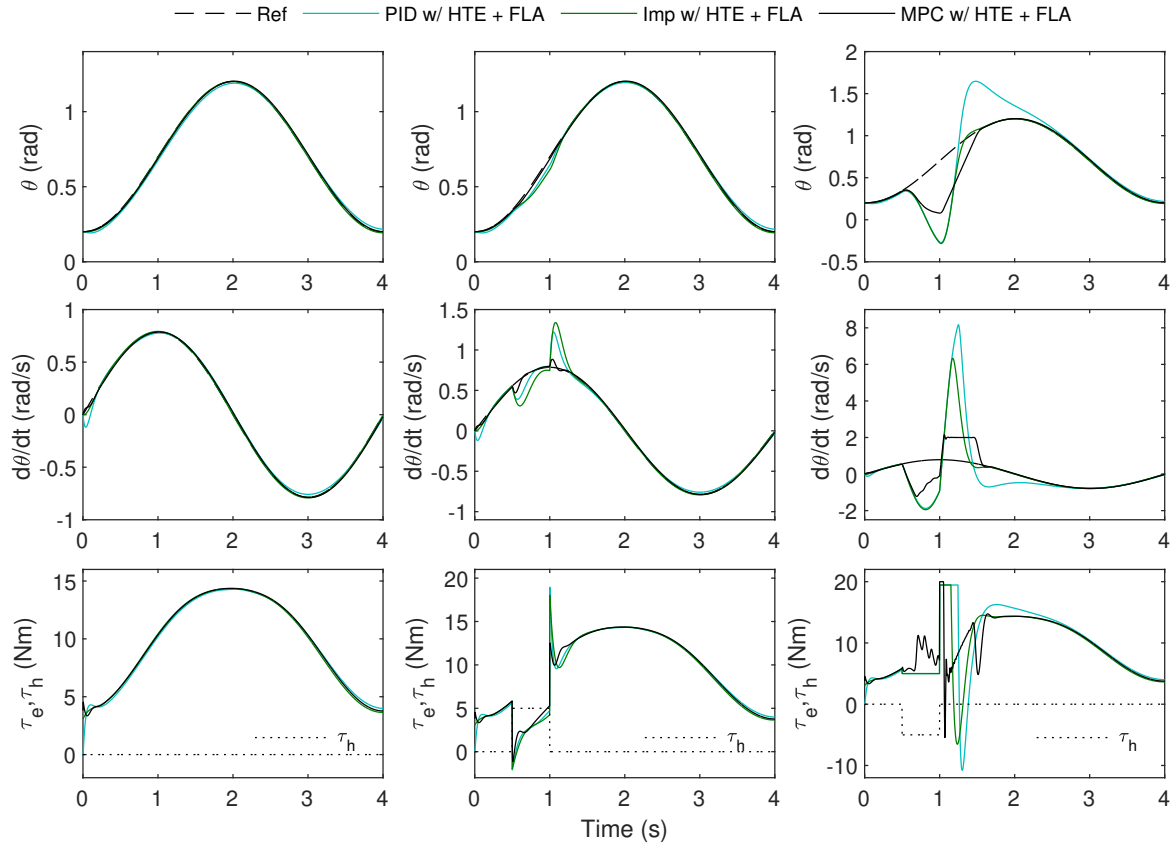 Ref PID w/ HTE + FLA Imp w/ HTE + FLA MPC w/ HTE + FLA
θ (rad)
1
0.5
0
0 1 2 3 4
θ (rad)
1
0.5
0
0 1 2 3 4
θ (rad)
2
1.5
1
0.5
0
-0.5
0 1 2 3 4
dθ/dt (rad/s)
1
0.5
0
-0.5
-1
0 1 2 3 4
dθ/dt (rad/s)
1.5
1
0.5
0
-0.5
-1
0 1 2 3 4
dθ/dt (rad/s)
8
6
4
2
0
-2
0 1 2 3 4
τe,τh (Nm)
15
10
5
0
τh
0 1 2 3 4
τe,τh (Nm)
20
15
10
5
0
τh
0 1 2 3 4
τe,τh (Nm)
20
10
0
-10
τh
0 1 2 3 4
Time (s)